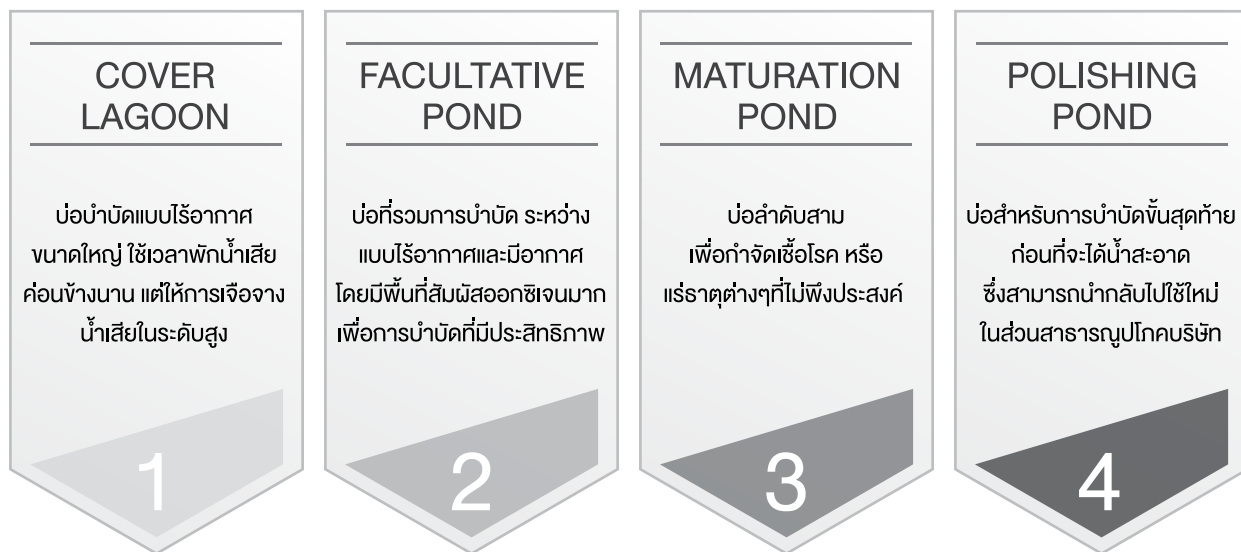 COVER
LAGOON
บ่อบำบัดแบบไร้อากาศ
ขนาดใหญ่ ใช้เวลาพักน้ำเสีย
ค่อนข้างนาน แต่ให้การเจือจาง
น้ำเสียในระดับสูง
1
FACULTATIVE
POND
บ่อที่รวมการบำบัด ระหว่าง
แบบไร้อากาศและมีอากาศ
โดยมีพื้นที่สัมผัสออกซิเจนมาก
เพื่อการบำบัดที่มีประสิทธิภาพ
2
MATURATION
POND
บ่อลำดับสาม
เพื่อกำจัดเชื้อโรค หรือ
แร่ธาตุต่างๆที่ไม่พึงประสงค์
3
POLISHING
POND
บ่อสำหรับการบำบัดขั้นสุดท้าย
ก่อนที่จะได้น้ำสะอาด
ซึ่งสามารถนำกลับไปใช้ใหม่
ในส่วนสาธารณูปโภคบริษัท
4